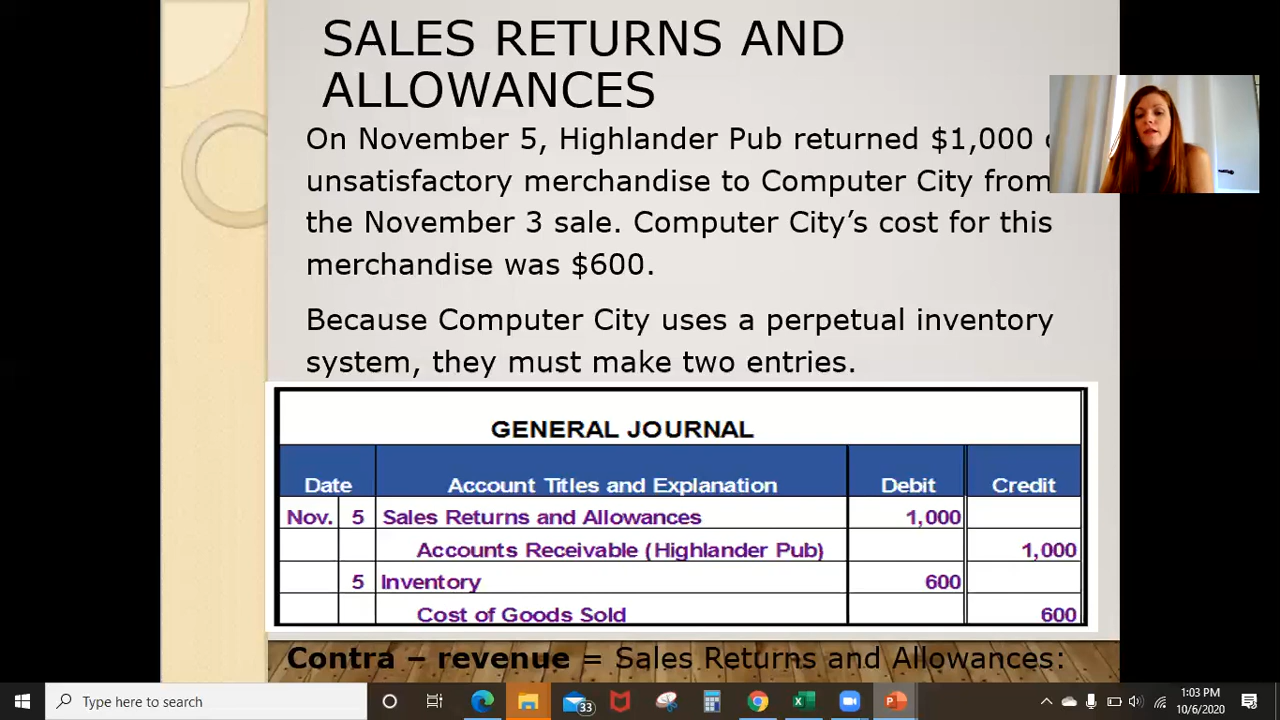 SALES RETURNS AND
ALLOWANCES
On November 5, Highlander Pub returned $1,000
unsatisfactory merchandise to Computer City from
the November 3 sale. Computer City’s cost for this
merchandise was $600.
Because Computer City uses a perpetual inventory
system, they must make two entries.
GENERAL JOURNAL
Date Account Titles and Explanation Debit Credit
Nov. 5 Sales Returns and Allowances 1,000
Accounts Receivable (Highlander Pub) 1,000
5 Inventory 600
Cost of Goods Sold 600
Contra – revenue = Sales Returns and Allowances:
Type here to search
33
1:03 PM
10/6/2020